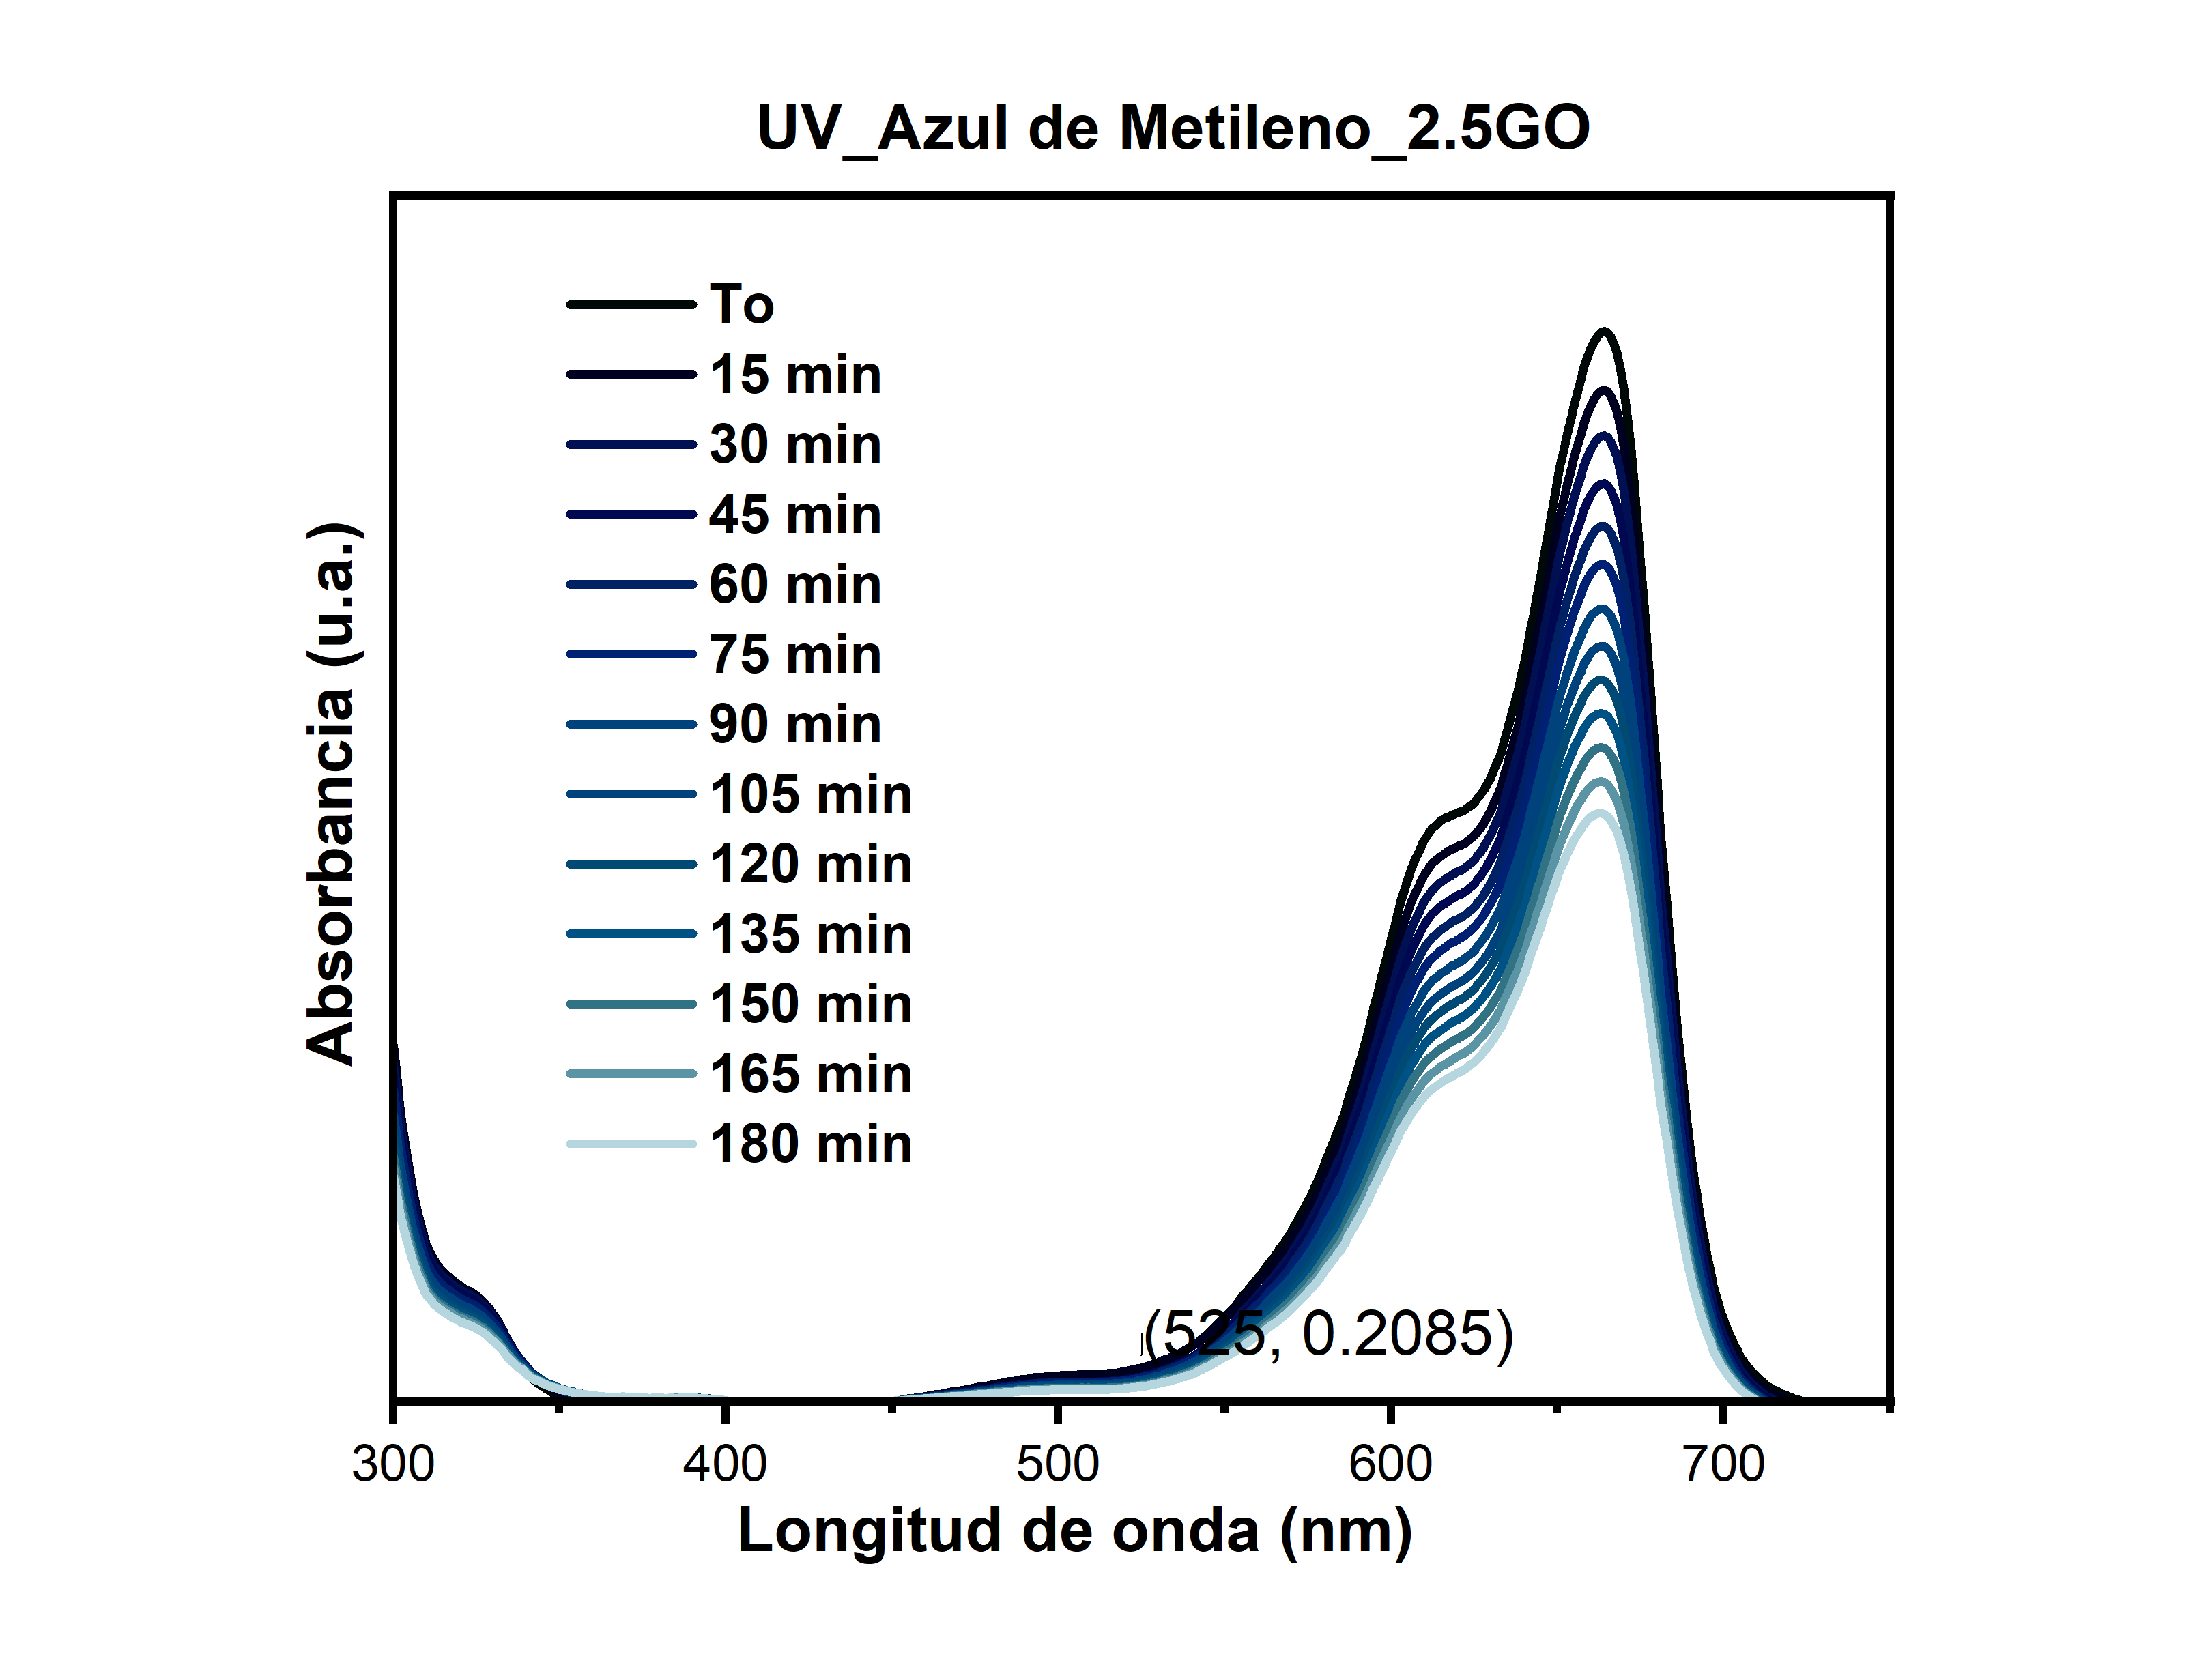 UV_Azul de Metileno_2.5GO
To
15 min
30 min
45 min
60 min
75 min
90 min
105 min
120 min
135 min
150 min
165 min
180 min
Absorbancia (u.a.)
(525, 0.2085)
300 400 500 600 700
Longitud de onda (nm)